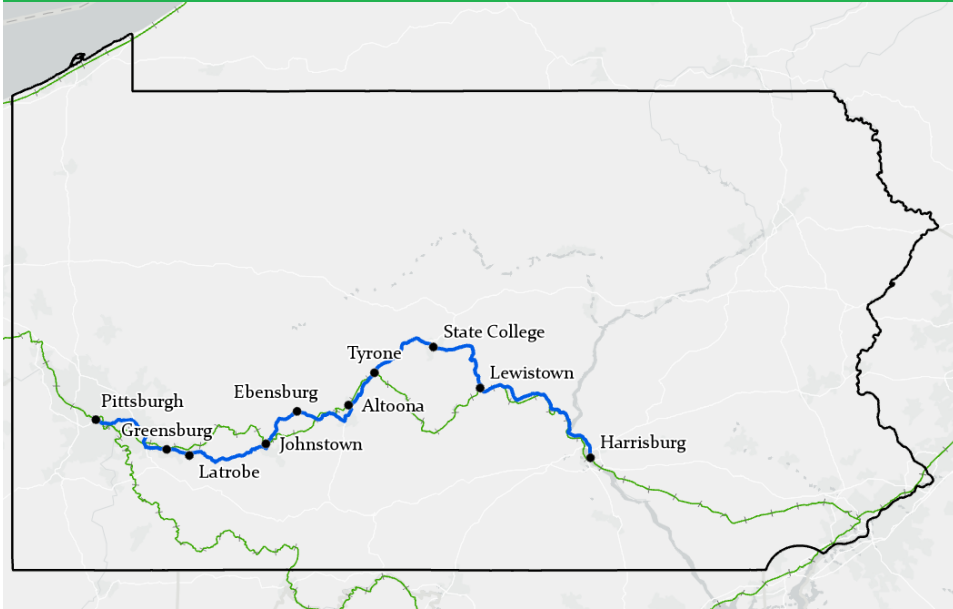 State College
Tyrone
Lewistown
Ebensburg
Pittsburgh
Altoona
Greensburg
Johnstown
Harrisburg
Latrobe